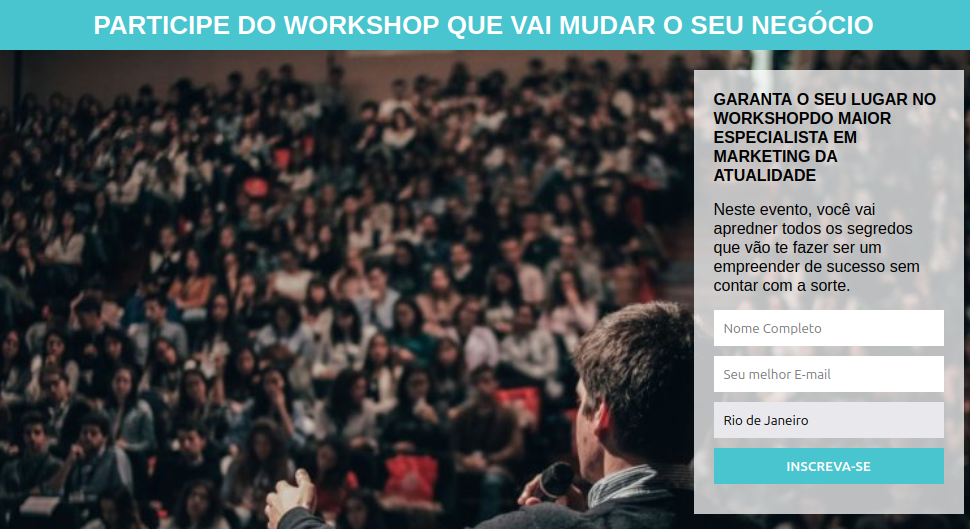 PARTICIPE DO WORKSHOP QUE VAI MUDAR O SEU NEGÓCIO
GARANTA O SEU LUGAR NO
WORKSHOPDO MAIOR
ESPECIALISTA EM
MARKETING DA
ATUALIDADE
Neste evento, você vai
apredner todos os segredos
que vão te fazer ser um
empreender de sucesso sem
contar com a sorte.
Nome Completo
Seu melhor E-mail
Rio de Janeiro
INSCREVA-SE